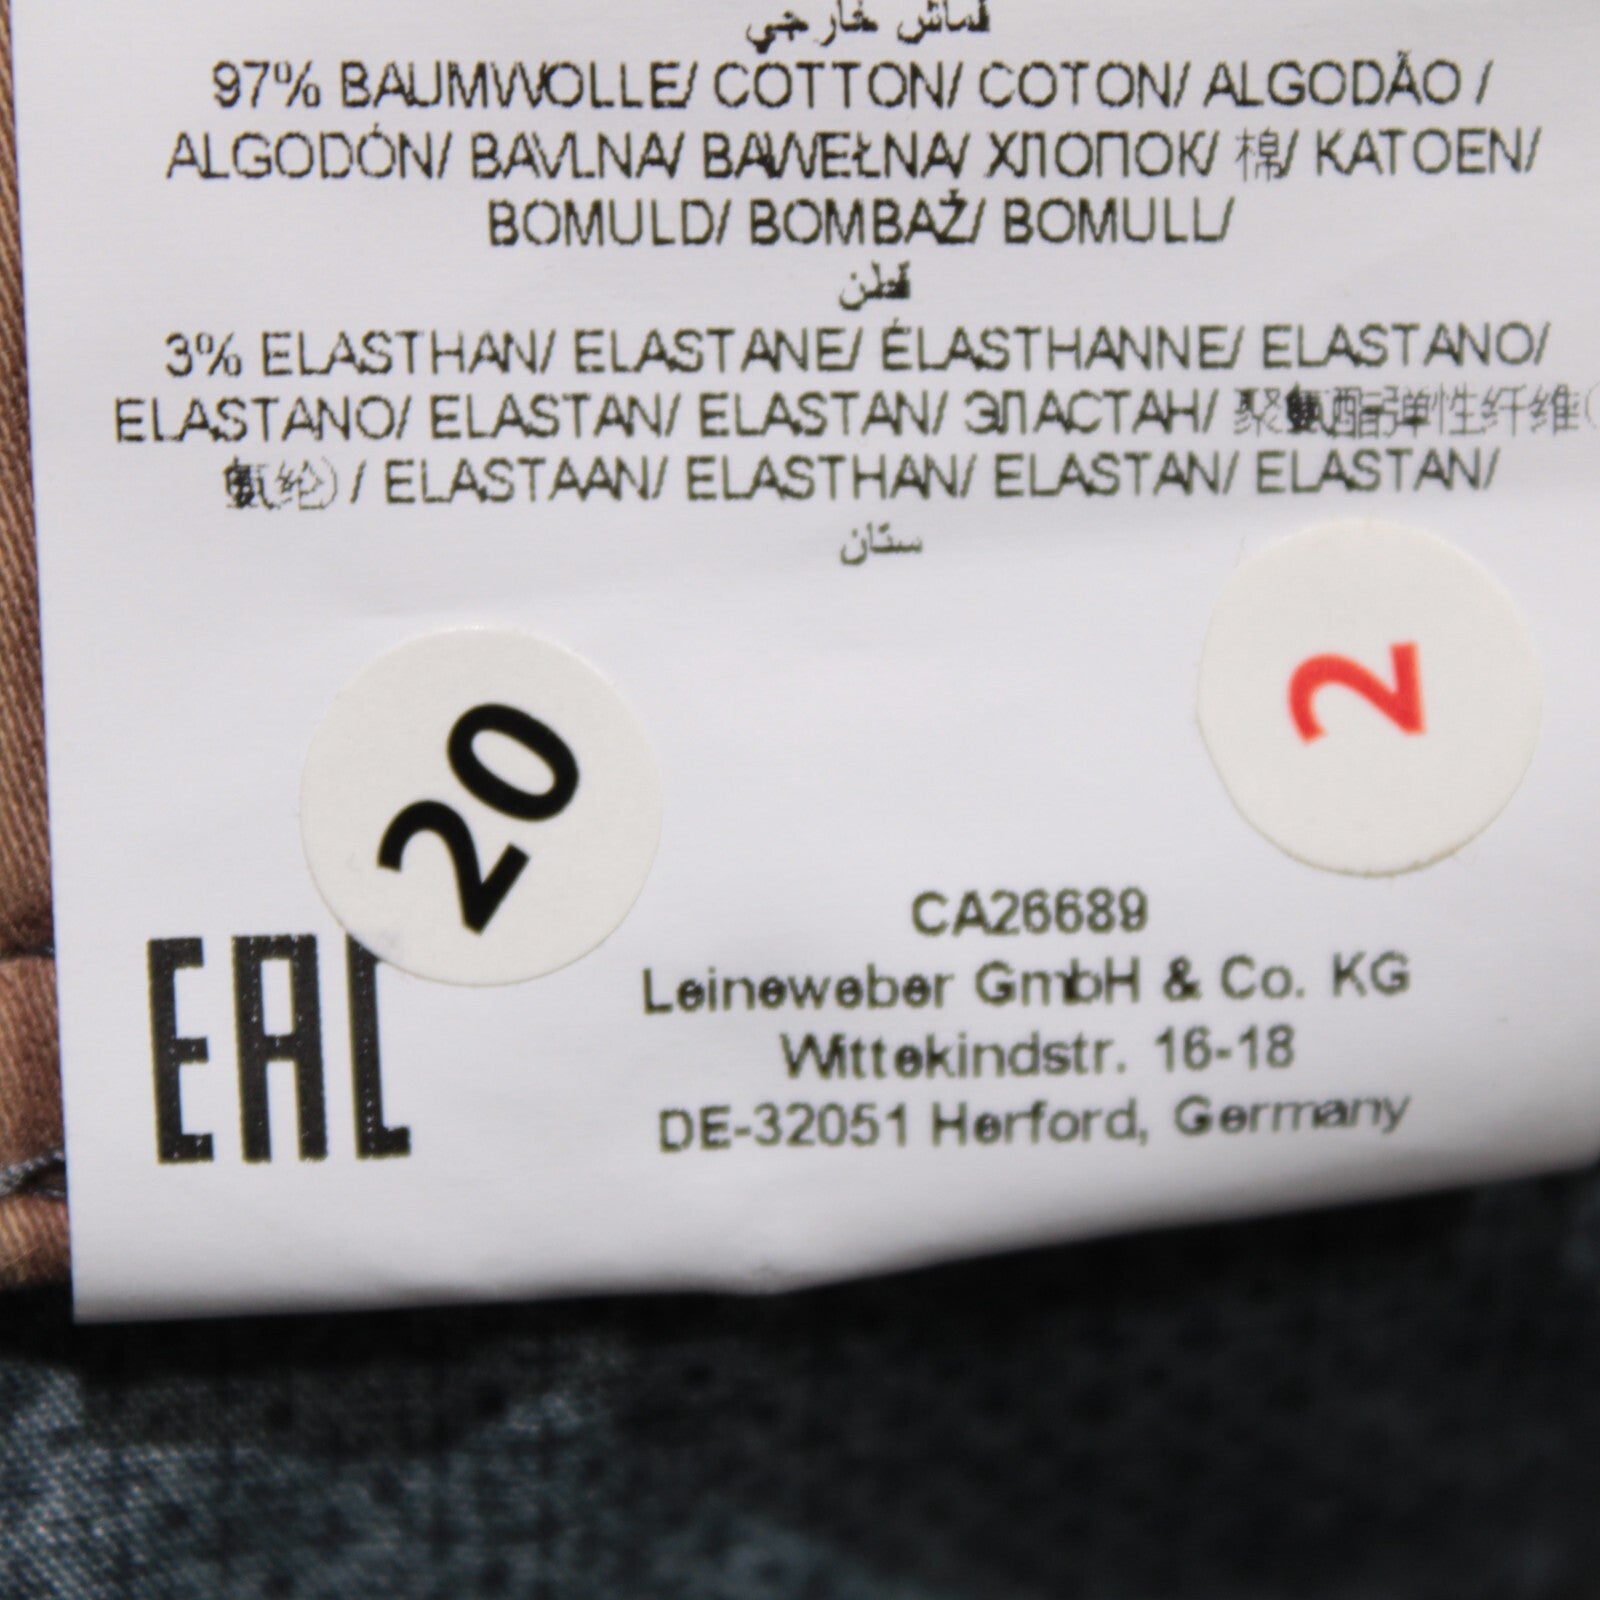 قماش خارجي
97% BAUMWOLLE/ COTTON/ COTON/ ALGODÃO /
ALGODÓN/ BAVLNA/ BAWEŁNA/ ХЛОПОК/ 棉/ KATOEN/
BOMULD/ BOMBAŽ/ BOMULL/
قطن
3% ELASTHAN/ ELASTANE/ ÉLASTHANNE/ ELASTANO/
ELASTANO/ ELASTAN/ ELASTAN/ ЭЛАСТАН/ 聚氨酯弹性纤维(
氨纶) / ELASTAAN/ ELASTHAN/ ELASTAN/ ELASTAN/
ستان
20
2
EAC
CA26689
Leineweber GmbH & Co. KG
Wittekindstr. 16-18
DE-32051 Herford, Germany